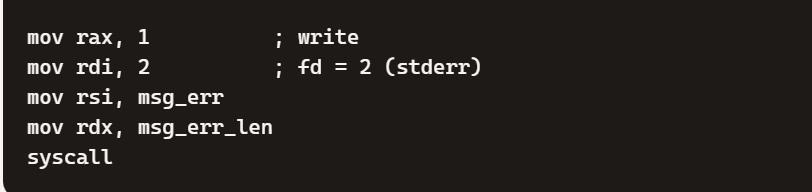 mov rax, 1         ; write
mov rdi, 2         ; fd = 2 (stderr)
mov rsi, msg_err
mov rdx, msg_err_len
syscall